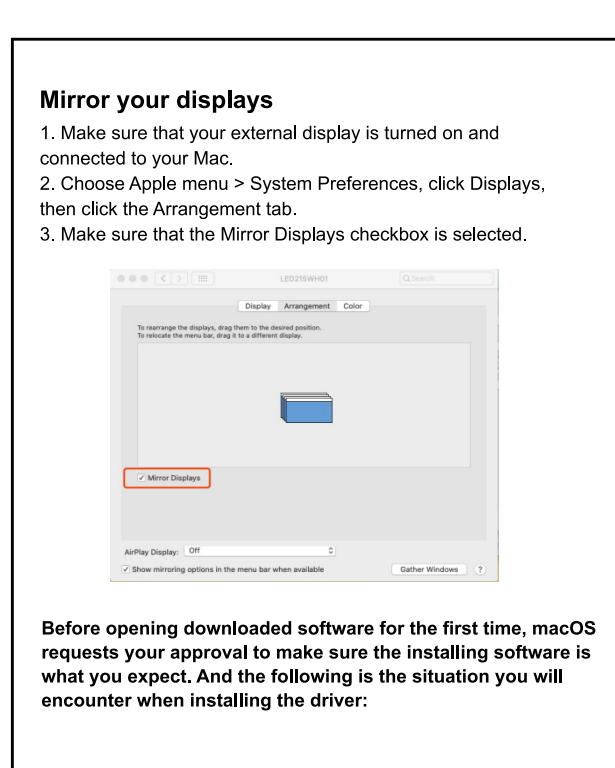 Mirror your displays
1. Make sure that your external display is turned on and
connected to your Mac.
2. Choose Apple menu > System Preferences, click Displays,
then click the Arrangement tab.
3. Make sure that the Mirror Displays checkbox is selected.
LED215WH01
Search
Display Arrangement Color
To rearrange the displays, drag them to the desired position.
To relocate the menu bar, drag it to a different display.
Mirror Displays
AirPlay Display: Off
Show mirroring options in the menu bar when available
Gather Windows ?
Before opening downloaded software for the first time, macOS
requests your approval to make sure the installing software is
what you expect. And the following is the situation you will
encounter when installing the driver: